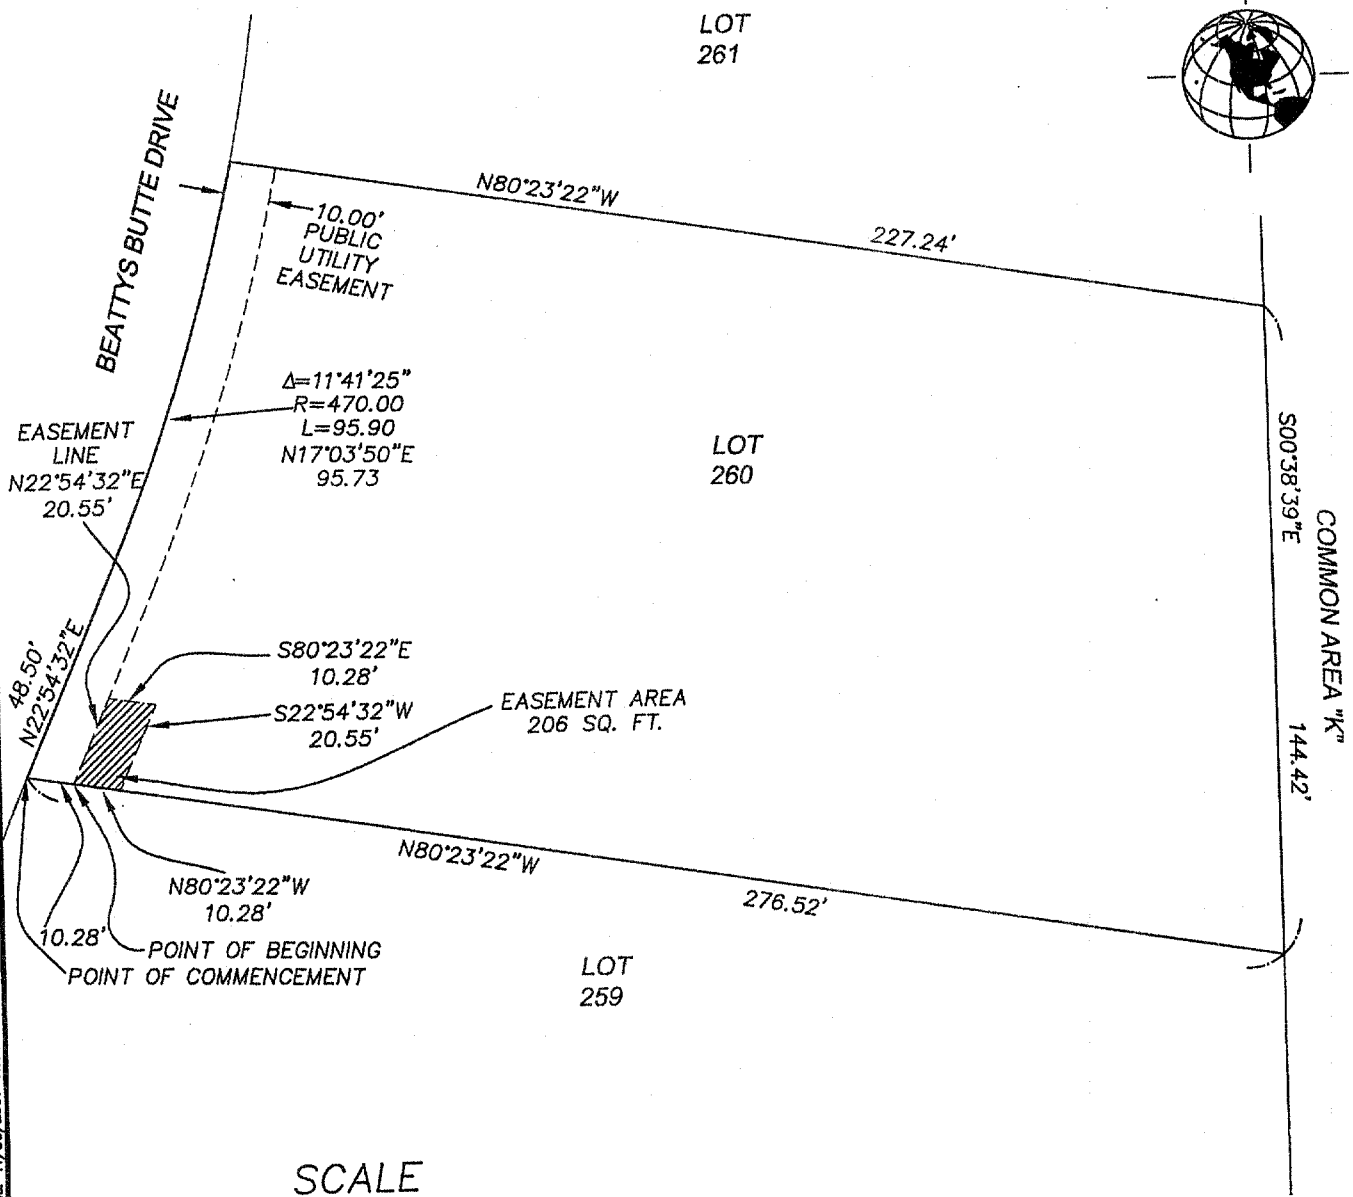 LOT
261
BEATTYS BUTTE DRIVE
N80°23'22"W
227.24'
10.00'
PUBLIC
UTILITY
EASEMENT
Δ=11°41'25"
R=470.00
L=95.90
N17°03'50"E
95.73
EASEMENT
LINE
N22°54'32"E
20.55'
LOT
260
S00°38'39"E
144.42'
COMMON AREA "K"
48.50'
N22°54'32"E
S80°23'22"E
10.28'
S22°54'32"W
20.55'
EASEMENT AREA
206 SQ. FT.
N80°23'22"W
276.52'
N80°23'22"W
10.28'
10.28'
POINT OF BEGINNING
POINT OF COMMENCEMENT
LOT
259
SCALE